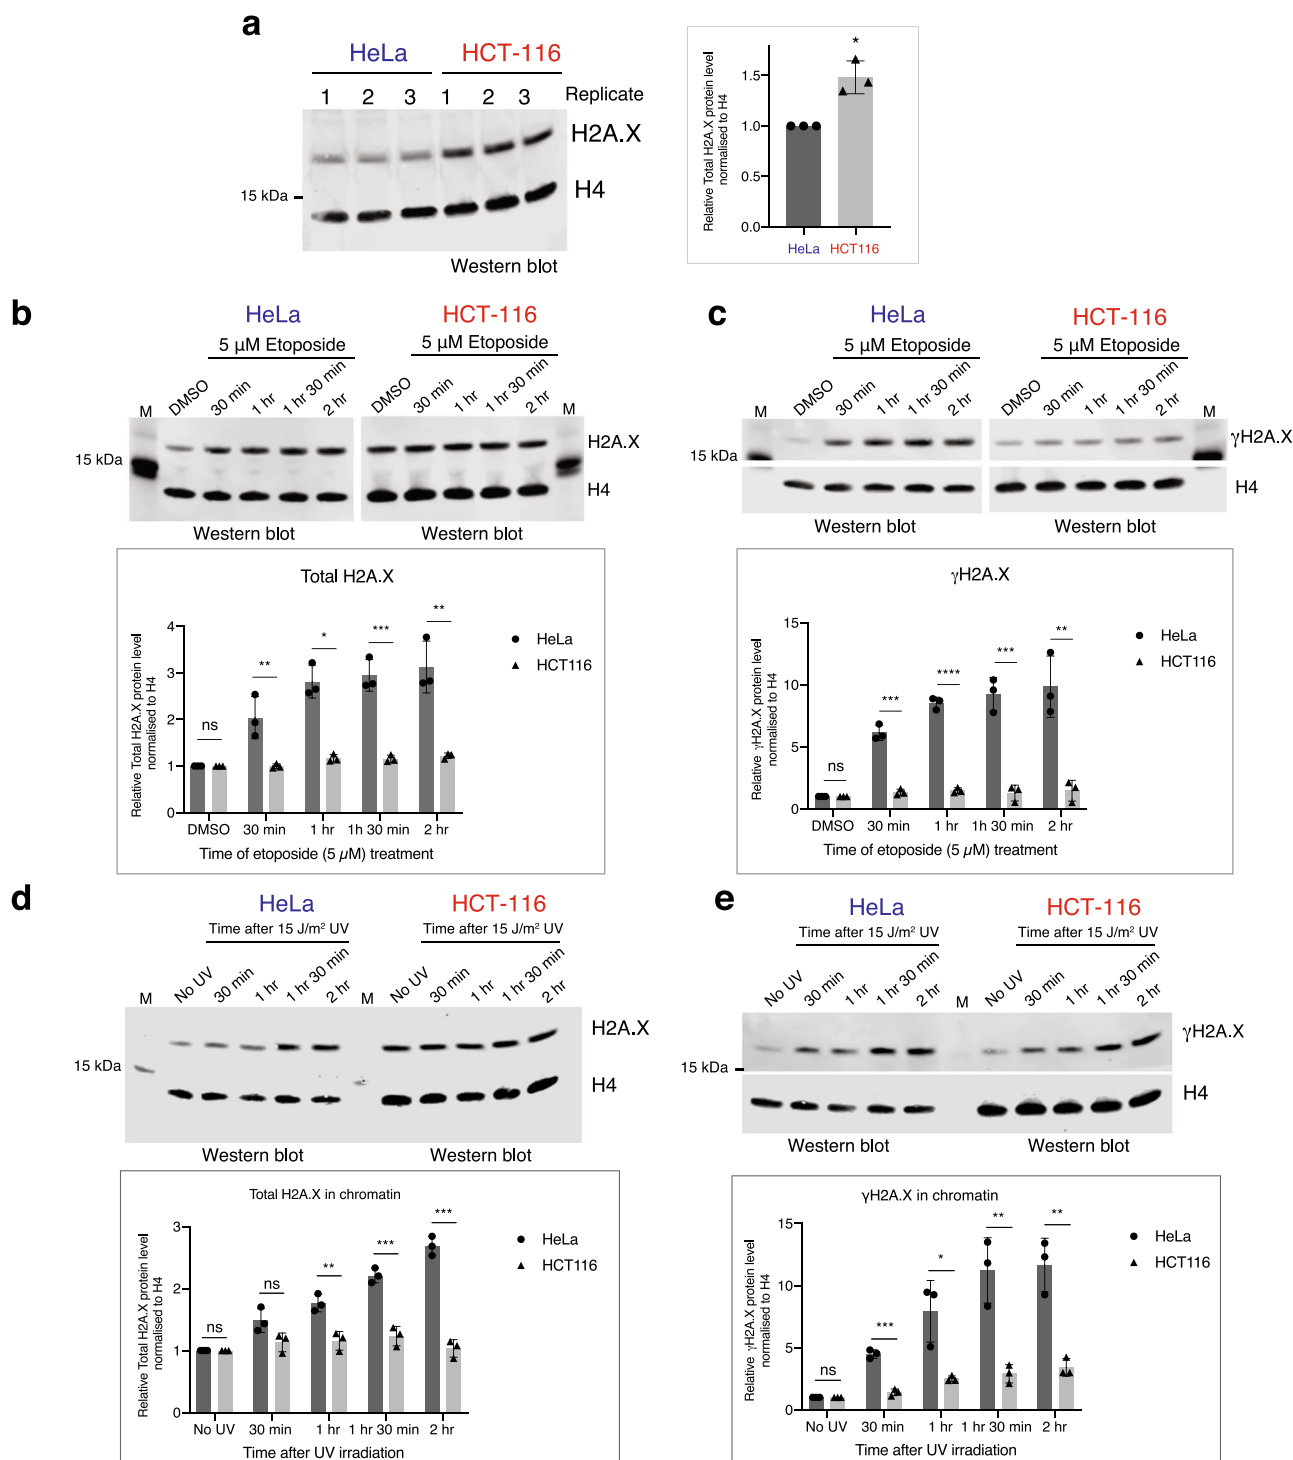 a
HeLa
HCT-116
1 2 3 1 2 3 Replicate
H2A.X
15 kDa
H4
Western blot
Relative Total H2A.X protein level
normalised to H4
*
1.5
1.0
0.5
0.0
HeLa HCT116
b
HeLa
HCT-116
5 µM Etoposide
5 µM Etoposide
M DMSO 30 min 1 hr 1 hr 30 min 2 hr DMSO 30 min 1 hr 1 hr 30 min 2 hr M
H2A.X
15 kDa
H4
Western blot
Western blot
Total H2A.X
Relative Total H2A.X protein level
normalised to H4
4
3
2
1
0
ns ** * *** **
HeLa
HCT116
DMSO 30 min 1 hr 1h 30 min 2 hr
Time of etoposide (5 µM) treatment
c
HeLa
HCT-116
5 µM Etoposide
5 µM Etoposide
M DMSO 30 min 1 hr 1 hr 30 min 2 hr DMSO 30 min 1 hr 1 hr 30 min 2 hr M
γH2A.X
15 kDa
H4
Western blot
Western blot
γH2A.X
Relative γH2A.X protein level
normalised to H4
15
10
5
0
ns *** **** *** **
HeLa
HCT116
DMSO 30 min 1 hr 1h 30 min 2 hr
Time of etoposide (5 µM) treatment
d
HeLa
HCT-116
Time after 15 J/m² UV
Time after 15 J/m² UV
M No UV 30 min 1 hr 1 hr 30 min 2 hr M No UV 30 min 1 hr 1 hr 30 min 2 hr
H2A.X
15 kDa
H4
Western blot
Western blot
Total H2A.X in chromatin
Relative Total H2A.X protein level
normalised to H4
3
2
1
0
ns ns ** *** ***
HeLa
HCT116
No UV 30 min 1 hr 1 hr 30 min 2 hr
Time after UV irradiation
e
HeLa
HCT-116
Time after 15 J/m² UV
Time after 15 J/m² UV
No UV 30 min 1 hr 1 hr 30 min 2 hr M No UV 30 min 1 hr 1 hr 30 min 2 hr
γH2A.X
15 kDa
H4
Western blot
Western blot
γH2A.X in chromatin
Relative γH2A.X protein level
normalised to H4
15
10
5
0
ns *** * ** **
HeLa
HCT116
No UV 30 min 1 hr 1 hr 30 min 2 hr
Time after UV irradiation